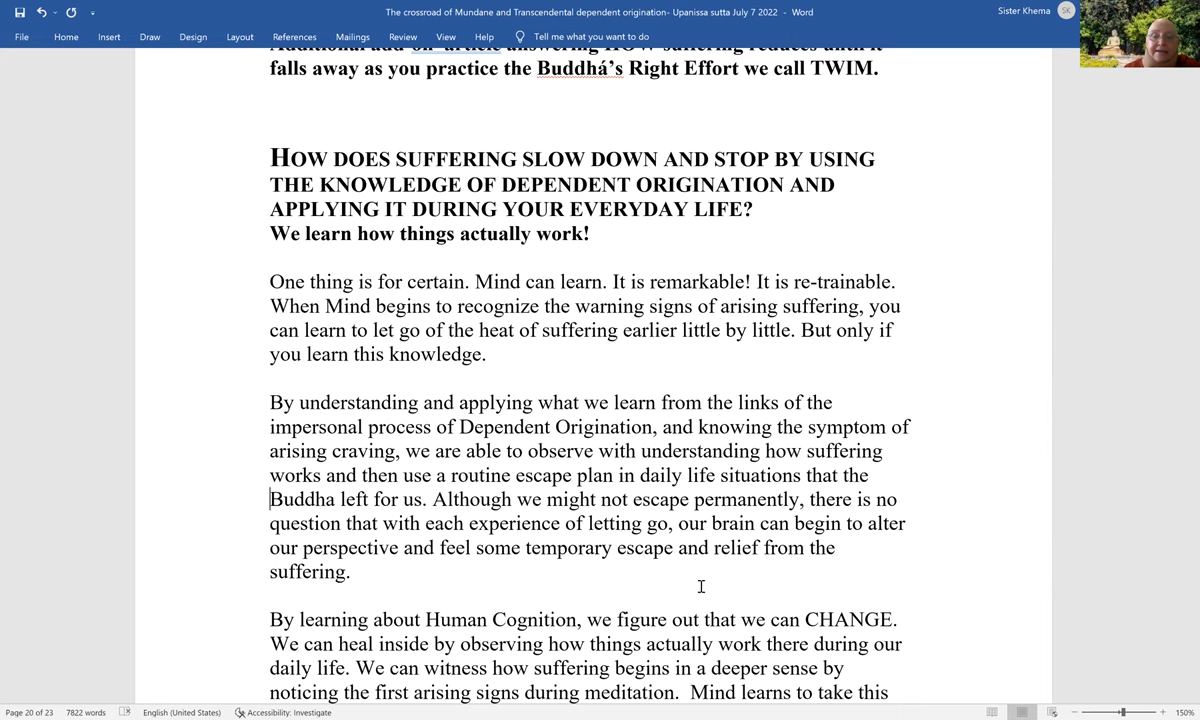 The crossroad of Mundane and Transcendental dependent origination- Upanissa sutta July 7 2022 - Word
Sister Khema
SK
File Home Insert Draw Design Layout References Mailings Review View Help Tell me what you want to do
Additional add-on article answering HOW suffering reduces until it
falls away as you practice the Buddhá’s Right Effort we call TWIM.
HOW DOES SUFFERING SLOW DOWN AND STOP BY USING
THE KNOWLEDGE OF DEPENDENT ORIGINATION AND
APPLYING IT DURING YOUR EVERYDAY LIFE?
We learn how things actually work!
One thing is for certain. Mind can learn. It is remarkable! It is re-trainable.
When Mind begins to recognize the warning signs of arising suffering, you
can learn to let go of the heat of suffering earlier little by little. But only if
you learn this knowledge.
By understanding and applying what we learn from the links of the
impersonal process of Dependent Origination, and knowing the symptom of
arising craving, we are able to observe with understanding how suffering
works and then use a routine escape plan in daily life situations that the
Buddha left for us. Although we might not escape permanently, there is no
question that with each experience of letting go, our brain can begin to alter
our perspective and feel some temporary escape and relief from the
suffering.
By learning about Human Cognition, we figure out that we can CHANGE.
We can heal inside by observing how things actually work there during our
daily life. We can witness how suffering begins in a deeper sense by
noticing the first arising signs during meditation.  Mind learns to take this
Page 20 of 23 7822 words English (United States) Accessibility: Investigate 150%